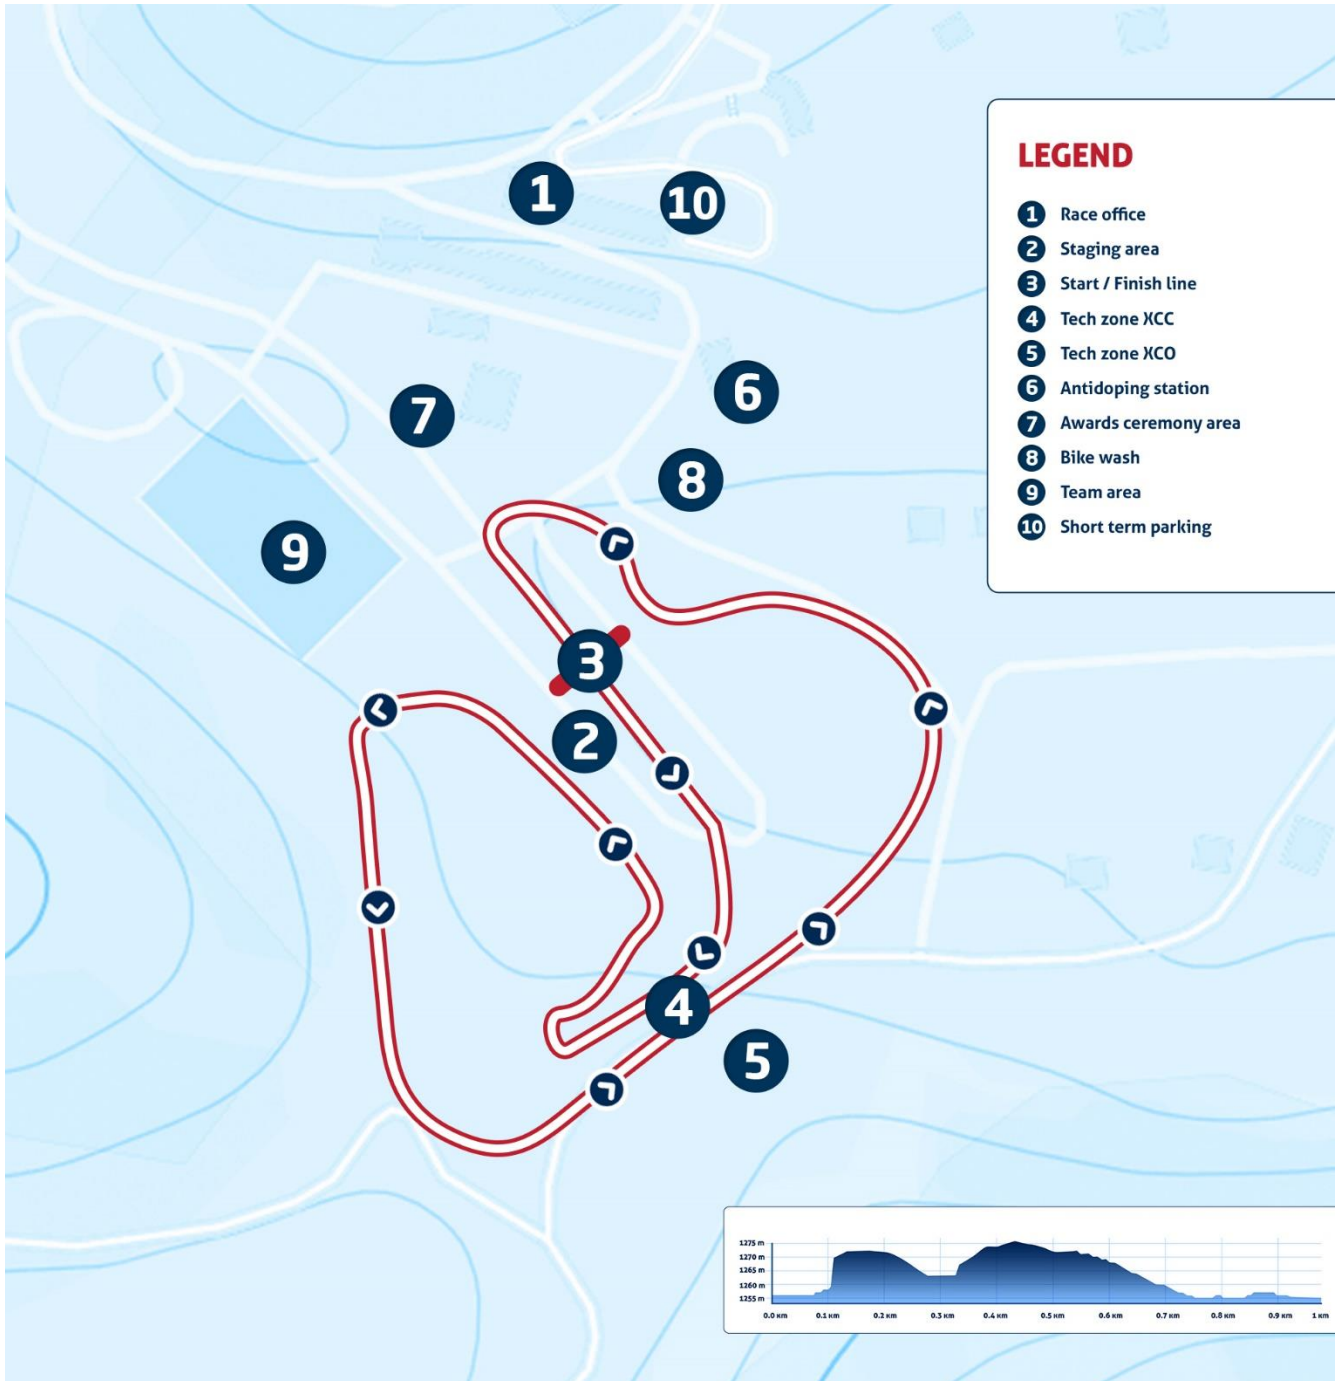 1
10
6
7
8
9
3
2
4
5
LEGEND
1 Race office
2 Staging area
3 Start / Finish line
4 Tech zone XCC
5 Tech zone XCO
6 Antidoping station
7 Awards ceremony area
8 Bike wash
9 Team area
10 Short term parking
1275 m
1270 m
1265 m
1260 m
1255 m
0.0 KM 0.1 KM 0.2 KM 0.3 KM 0.4 KM 0.5 KM 0.6 KM 0.7 KM 0.8 KM 0.9 KM 1 KM